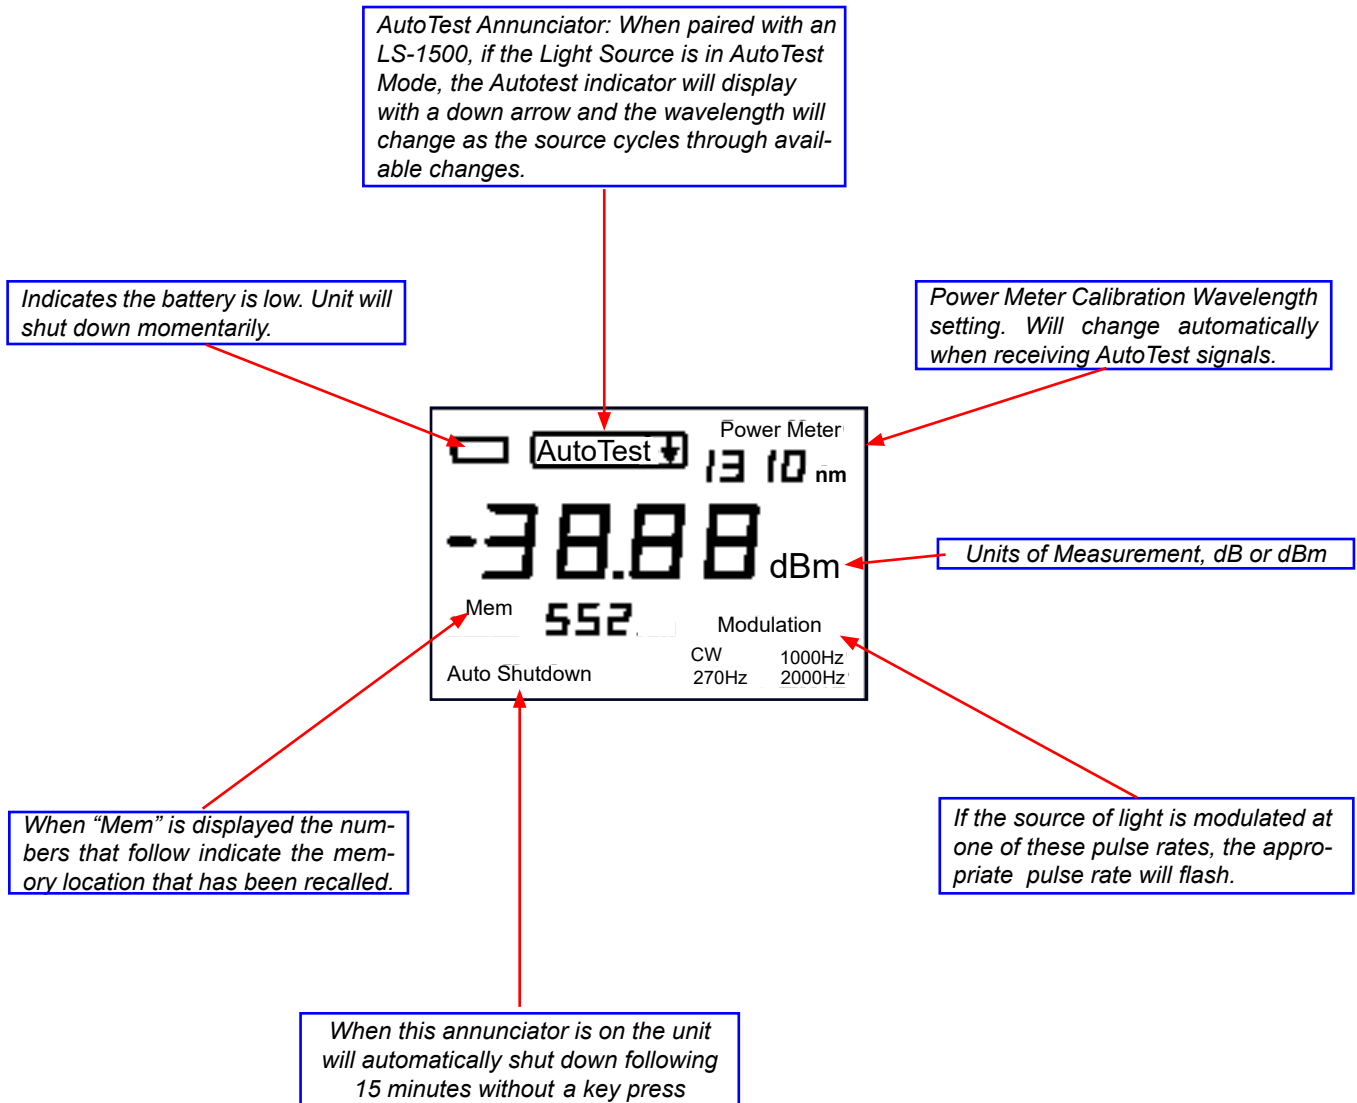 AutoTest Annunciator: When paired with an
LS-1500, if the Light Source is in AutoTest
Mode, the Autotest indicator will display
with a down arrow and the wavelength will
change as the source cycles through avail-
able changes.
Indicates the battery is low. Unit will
shut down momentarily.
Power Meter Calibration Wavelength
setting. Will change automatically
when receiving AutoTest signals.
AutoTest
Power Meter
1310 nm
-38.88 dBm
Units of Measurement, dB or dBm
Mem 552
Modulation
CW 1000Hz
270Hz 2000Hz
Auto Shutdown
When "Mem" is displayed the num-
bers that follow indicate the mem-
ory location that has been recalled.
If the source of light is modulated at
one of these pulse rates, the appro-
priate pulse rate will flash.
When this annunciator is on the unit
will automatically shut down following
15 minutes without a key press